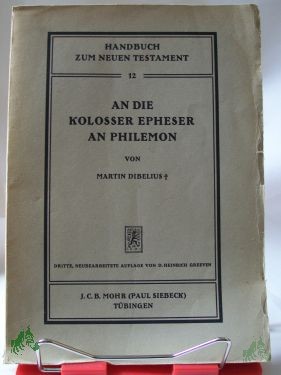 HANDBUCH
ZUM NEUEN TESTAMENT
12
AN DIE
KOLOSSER EPHESER
AN PHILEMON
VON
MARTIN DIBELIUS †
DRITTE, NEUBEARBEITETE AUFLAGE VON D. HEINRICH GREEVEN
J. C. B. MOHR (PAUL SIEBECK)
TÜBINGEN